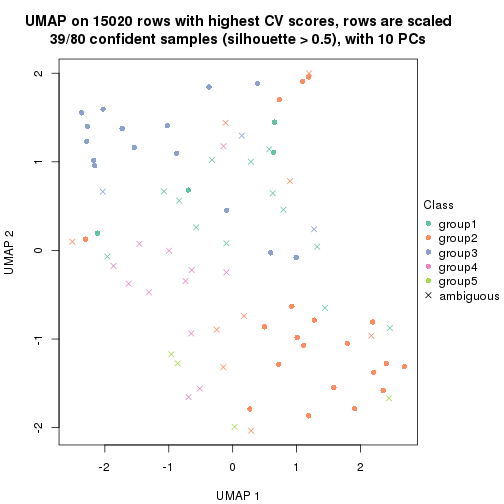 UMAP on 15020 rows with highest CV scores, rows are scaled
39/80 confident samples (silhouette > 0.5), with 10 PCs
2
1
0
-1
-2
UMAP 2
-2
-1
0
1
2
UMAP 1
Class
group1
group2
group3
group4
group5
ambiguous